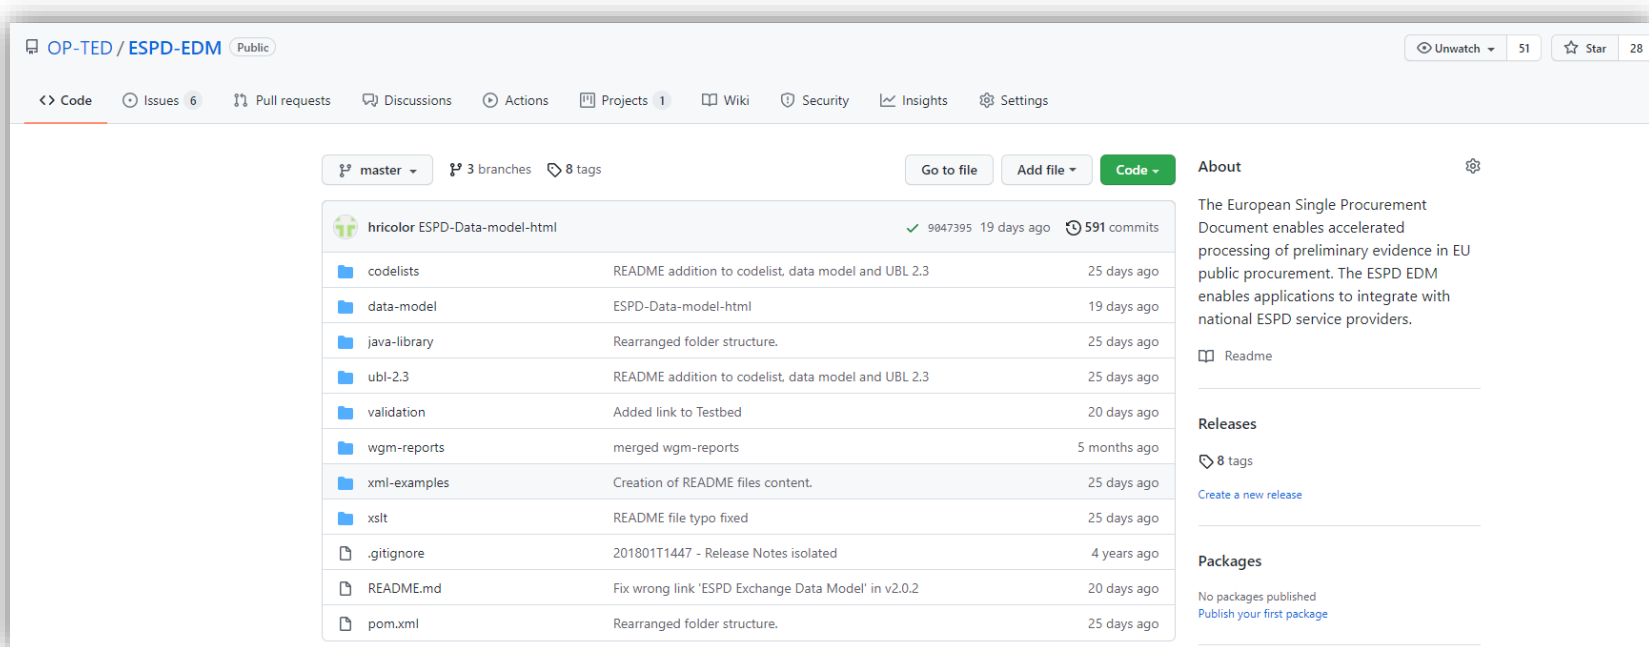 OP-TED / ESPD-EDM Public
Unwatch 51 Star 28
Code Issues 6 Pull requests Discussions Actions Projects 1 Wiki Security Insights Settings
master 3 branches 8 tags Go to file Add file Code
hricolor ESPD-Data-model-html 9047395 19 days ago 591 commits
codelists README addition to codelist, data model and UBL 2.3 25 days ago
data-model ESPD-Data-model-html 19 days ago
java-library Rearranged folder structure. 25 days ago
ubl-2.3 README addition to codelist, data model and UBL 2.3 25 days ago
validation Added link to Testbed 20 days ago
wgm-reports merged wgm-reports 5 months ago
xml-examples Creation of README files content. 25 days ago
xslt README file typo fixed 25 days ago
.gitignore 201801T1447 - Release Notes isolated 4 years ago
README.md Fix wrong link 'ESPD Exchange Data Model' in v2.0.2 20 days ago
pom.xml Rearranged folder structure. 25 days ago
About
The European Single Procurement
Document enables accelerated
processing of preliminary evidence in EU
public procurement. The ESPD EDM
enables applications to integrate with
national ESPD service providers.
Readme
Releases
8 tags
Create a new release
Packages
No packages published
Publish your first package